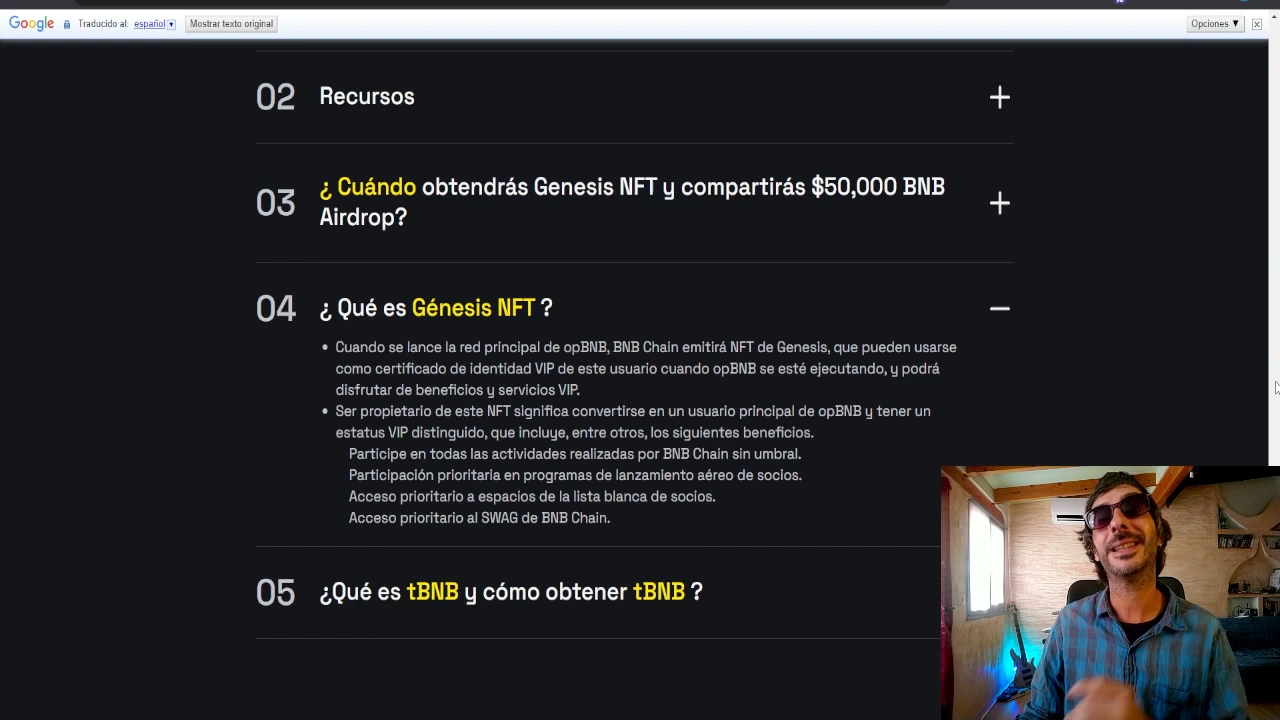 Google Traducido al: español Mostrar texto original Opciones ▼
02 Recursos
03 ¿ Cuándo obtendrás Genesis NFT y compartirás $50,000 BNB
Airdrop?
04 ¿ Qué es Génesis NFT ?
• Cuando se lance la red principal de opBNB, BNB Chain emitirá NFT de Genesis, que pueden usarse
como certificado de identidad VIP de este usuario cuando opBNB se esté ejecutando, y podrá
disfrutar de beneficios y servicios VIP.
• Ser propietario de este NFT significa convertirse en un usuario principal de opBNB y tener un
estatus VIP distinguido, que incluye, entre otros, los siguientes beneficios.
Participe en todas las actividades realizadas por BNB Chain sin umbral.
Participación prioritaria en programas de lanzamiento aéreo de socios.
Acceso prioritario a espacios de la lista blanca de socios.
Acceso prioritario al SWAG de BNB Chain.
05 ¿Qué es tBNB y cómo obtener tBNB ?